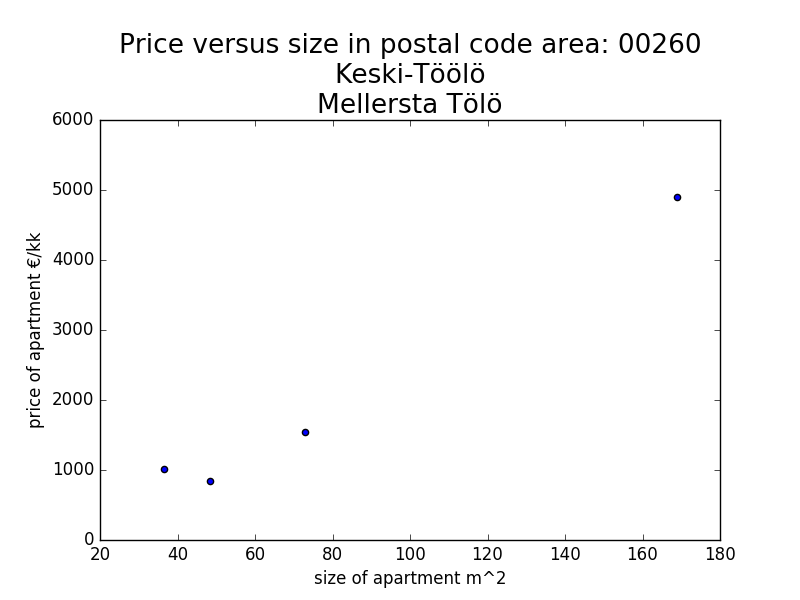 Price versus size in postal code area: 00260
Keski-Töölö
Mellersta Tölö
6000
5000
4000
3000
2000
1000
0
price of apartment €/kk
20 40 60 80 100 120 140 160 180
size of apartment m^2